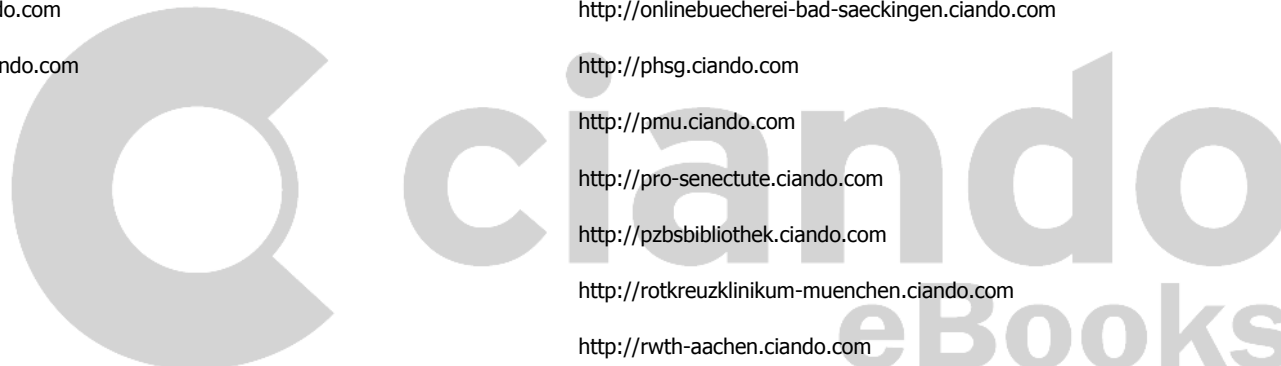 do.com
ndo.com
http://onlinebuecherei-bad-saeckingen.ciando.com
http://phsg.ciando.com
http://pmu.ciando.com
http://pro-senectute.ciando.com
http://pzbsbibliothek.ciando.com
http://rotkreuzklinikum-muenchen.ciando.com
http://rwth-aachen.ciando.com
ciando
eBooks